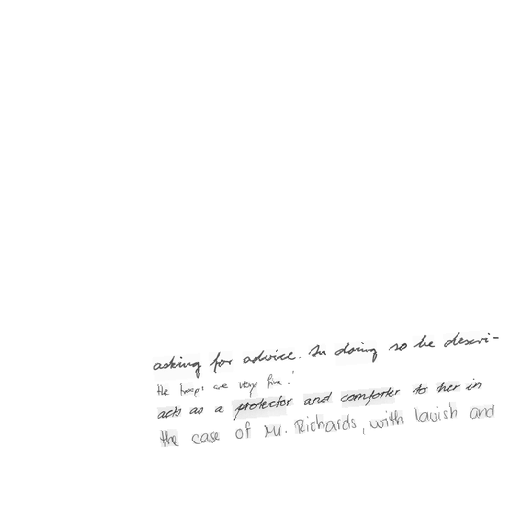 asking for advice. In doing so he descri-
the troops are very fine.'
acts as a protector and comforter to her in
the case of Mr. Richards, with lavish and